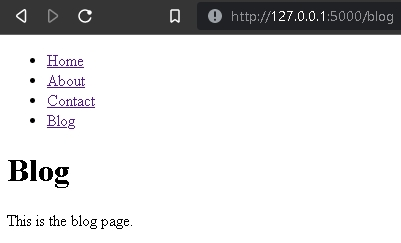 http://127.0.0.1:5000/blog
Home
About
Contact
Blog
Blog
This is the blog page.